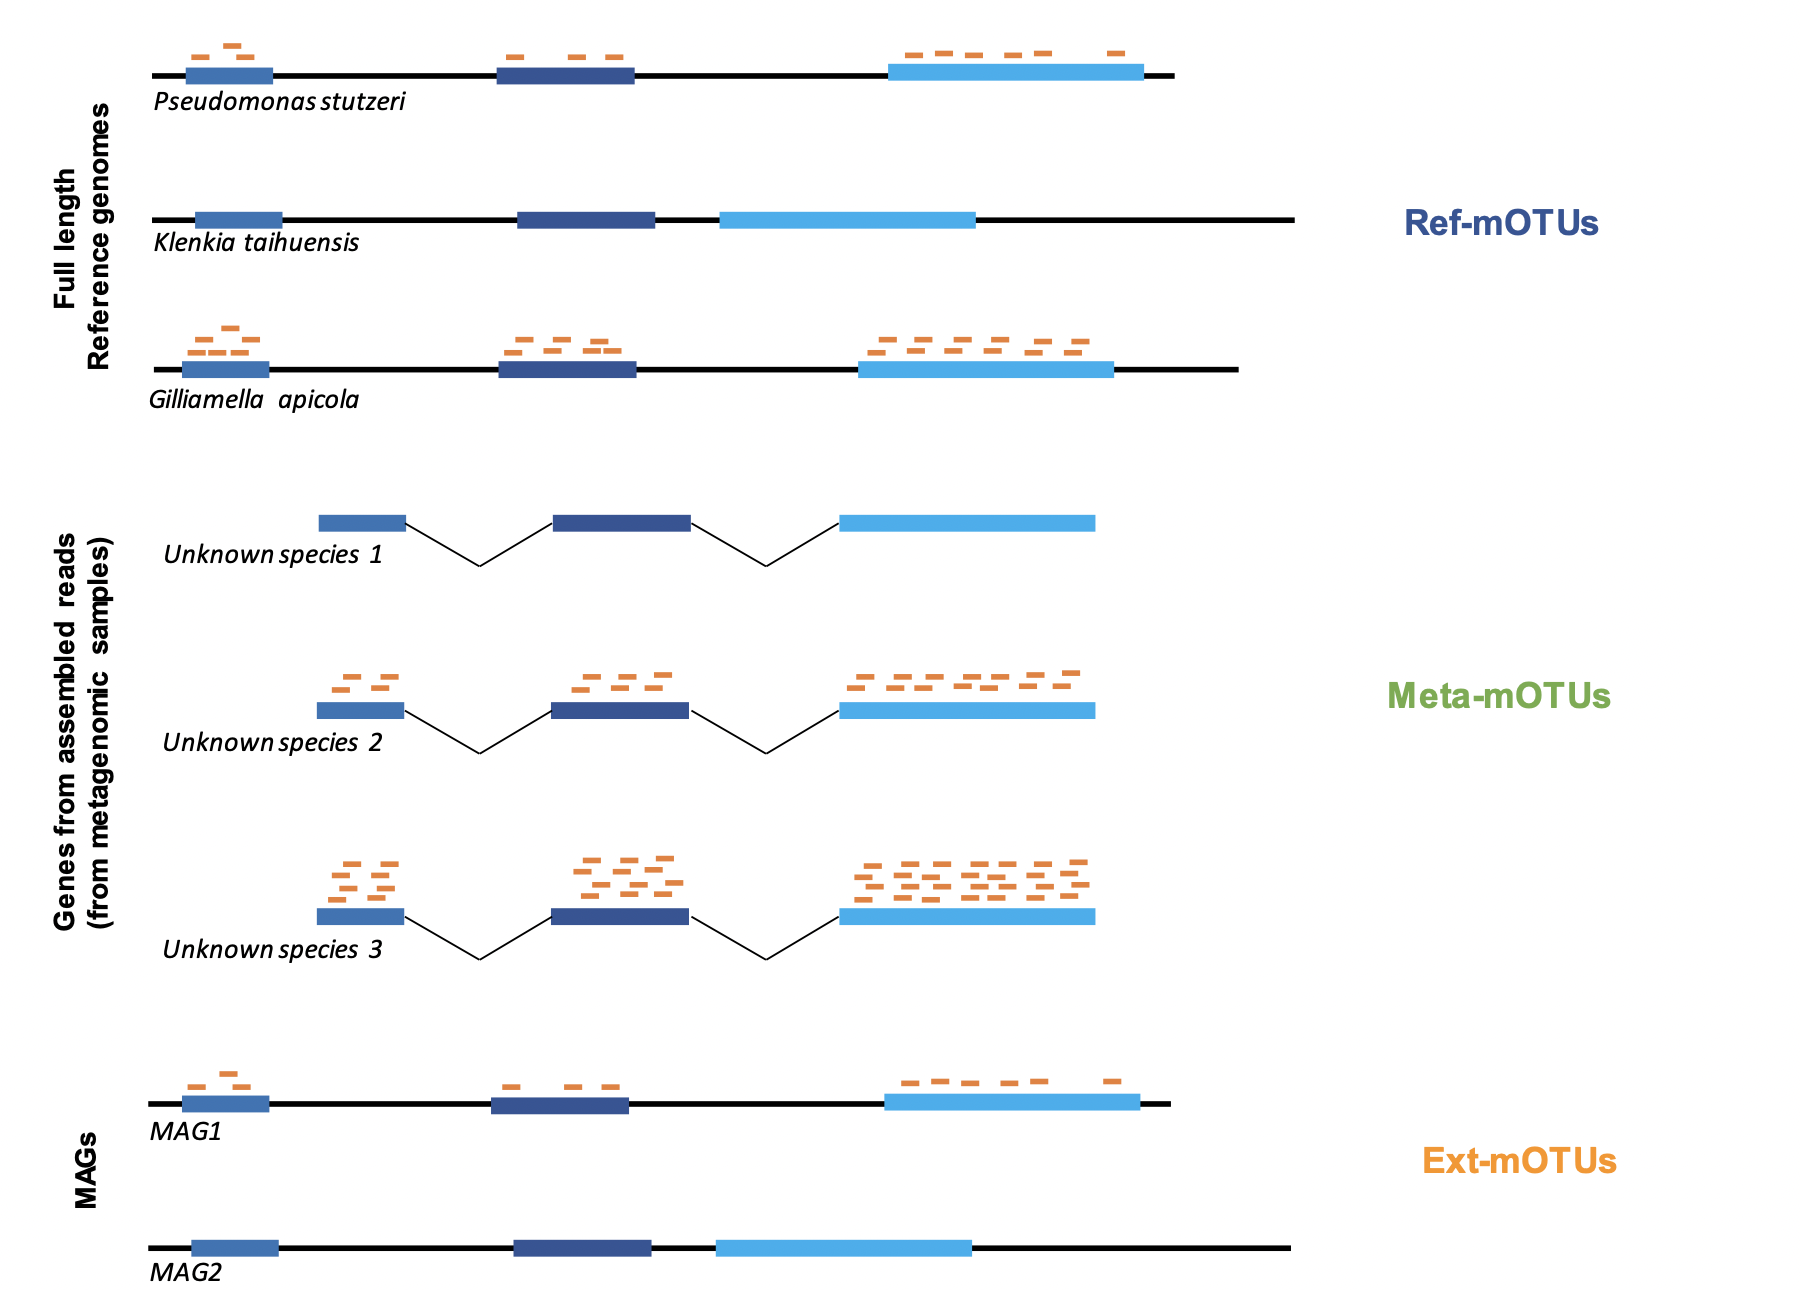 Full length
Reference genomes
Pseudomonas stutzeri
Klenkia taihuensis
Gilliamella apicola
Ref-mOTUs
Genes from assembled reads
(from metagenomic samples)
Unknown species 1
Unknown species 2
Unknown species 3
Meta-mOTUs
MAGs
MAG1
MAG2
Ext-mOTUs